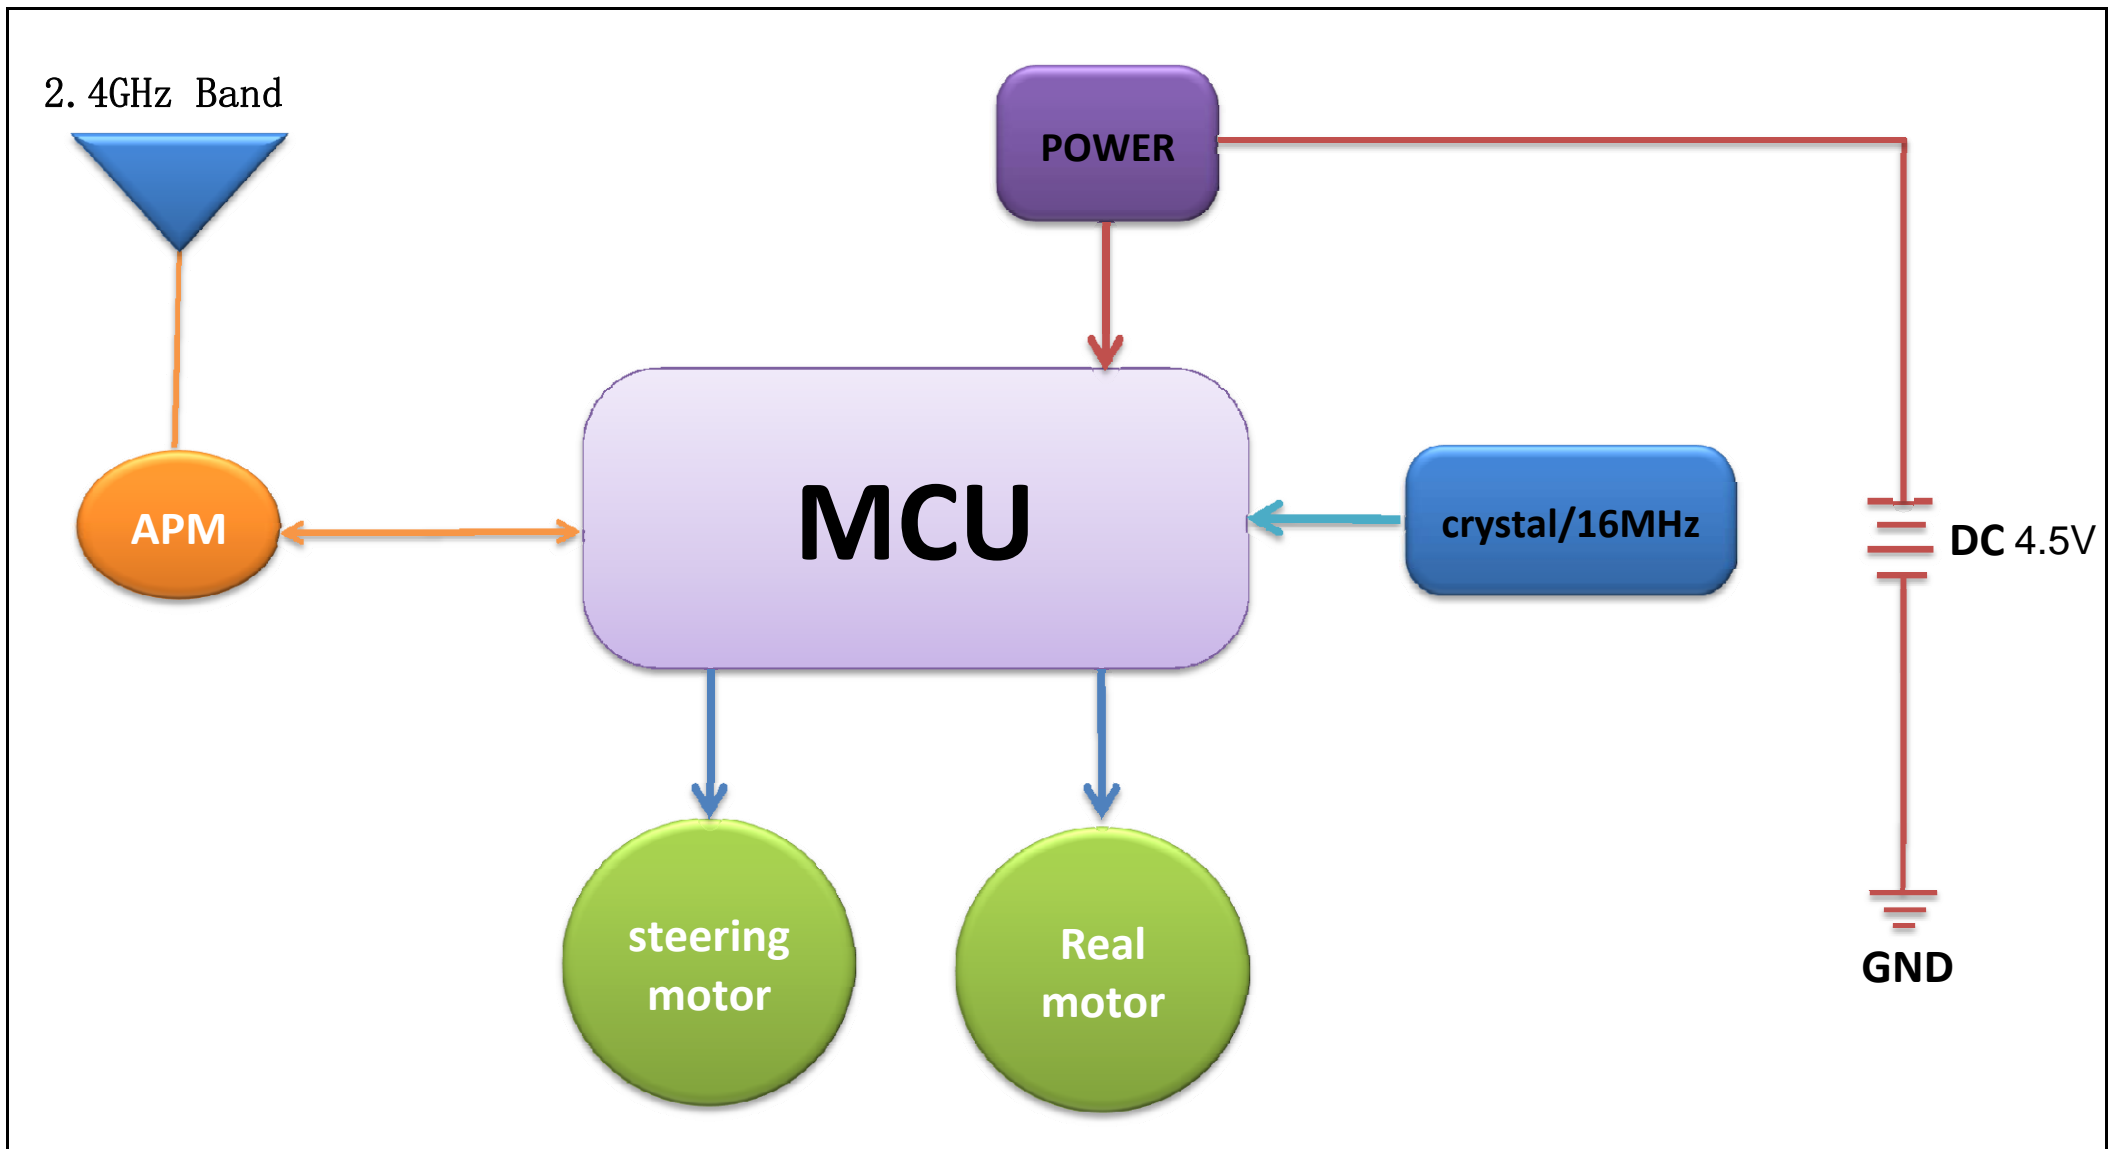 2.4GHz Band
POWER
APM
MCU
crystal/16MHz
DC 4.5V
steering
motor
Real
motor
GND